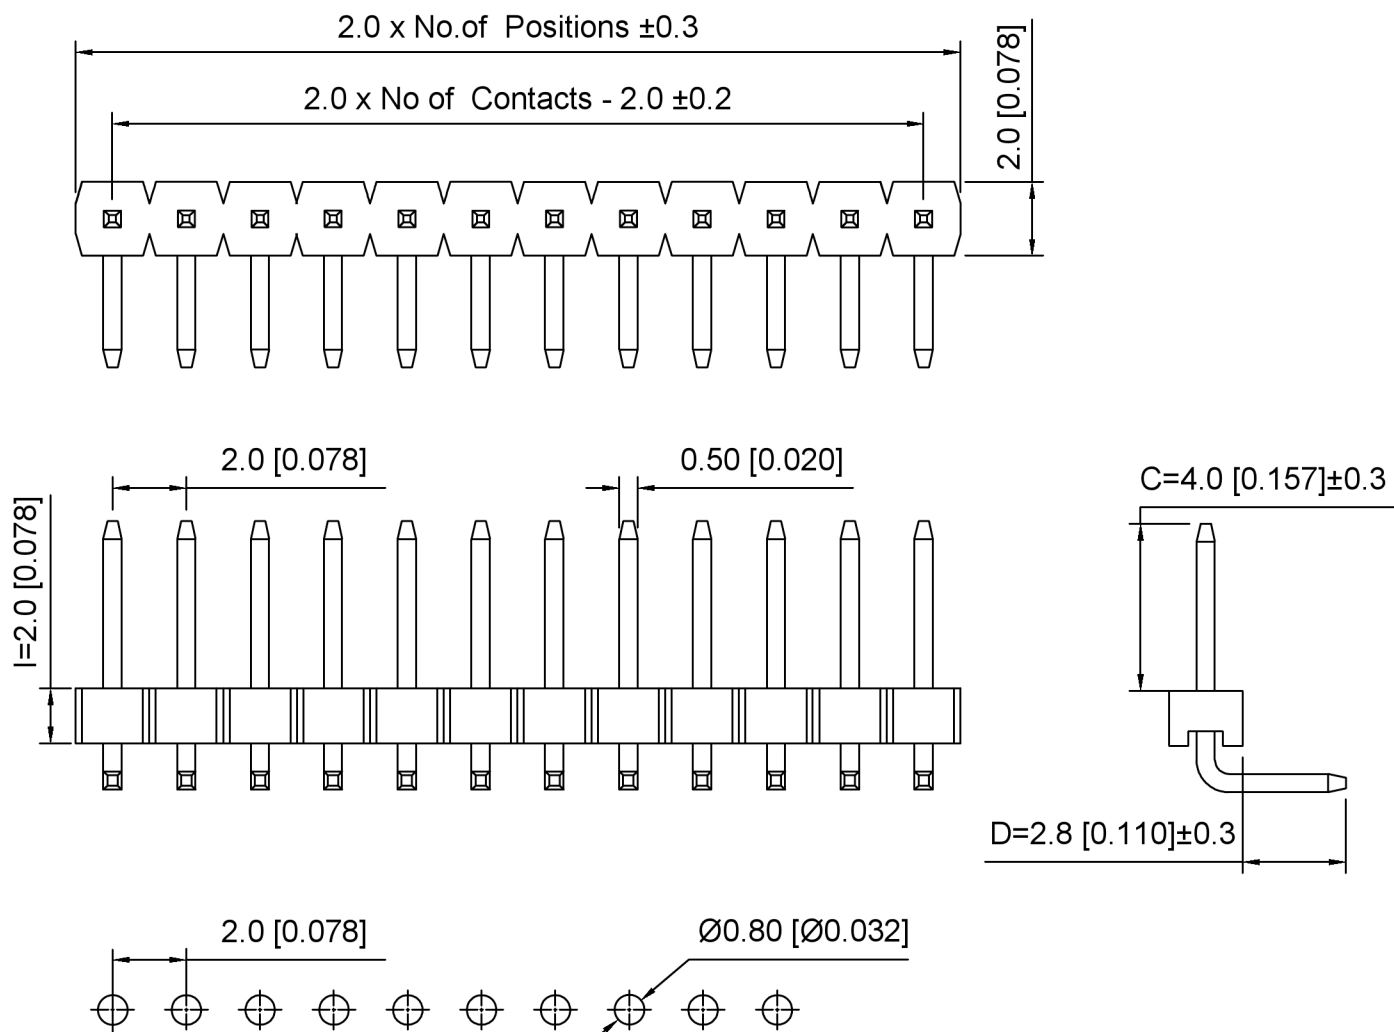 2.0 x No.of Positions ±0.3
2.0 x No of Contacts - 2.0 ±0.2
2.0 [0.078]
2.0 [0.078]
0.50 [0.020]
C=4.0 [0.157]±0.3
I=2.0 [0.078]
D=2.8 [0.110]±0.3
2.0 [0.078]
Ø0.80 [Ø0.032]